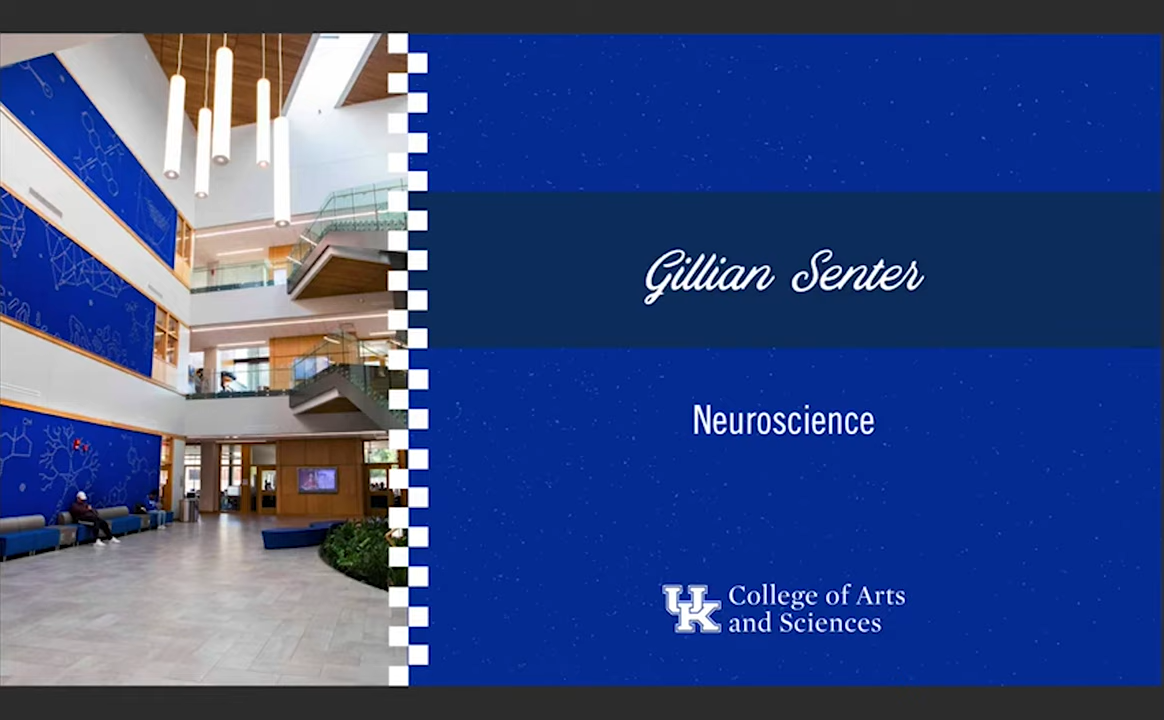 Gillian Senter
Neuroscience
UK College of Arts
and Sciences